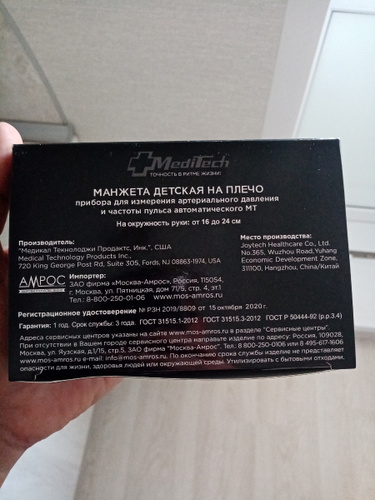 MediTech
ТОЧНОСТЬ В РИТМЕ ЖИЗНИ!
МАНЖЕТА ДЕТСКАЯ НА ПЛЕЧО
прибора для измерения артериального давления
и частоты пульса автоматического МТ
На окружность руки: от 16 до 24 см
Производитель:
"Медикал Текнолоджи Продактс, Инк.", США
Medical Technology Products Inc.,
720 King George Post Rd, Suite 305, Fords, NJ 08863-1974, USA
Место производства:
Joytech Healthcare Co., Ltd.
No.365, Wuzhou Road, Yuhang
Economic Development Zone,
311100, Hangzhou, China/Китай
АМРОС
Импортер:
ЗАО фирма «Москва-Амрос», Россия, 115054,
г. Москва, ул. Пятницкая, дом 71/5, стр. 4, эт1
Тел.: 8-800-250-01-06 www.mos-amros.ru
Регистрационное удостоверение № РЗН 2019/8809 от 15 октября 2020 г.
Гарантия: 1 год. Срок службы: 3 года. ГОСТ 31515.1-2012 ГОСТ 31515.3-2012 ГОСТ Р 50444-92 (р.р.3.4)
Адреса сервисных центров указаны на сайте www.mos-amros.ru в разделе "Сервисные центры".
При отсутствии в Вашем городе сервисного центра направьте изделие по адресу: Россия, 109028,
Москва, ул. Яузская, д.1/15, стр.5, ЗАО фирма "Москва-Амрос". Тел.: 8-800-250-0106 или 8-495-617-1606
www.mos-amros.ru e-mail: info@mos-amros.ru. По окончанию срока службы изделие не представляет
опасности для жизни, здоровья людей или окружающей среды. Утилизируется с бытовыми отходами.